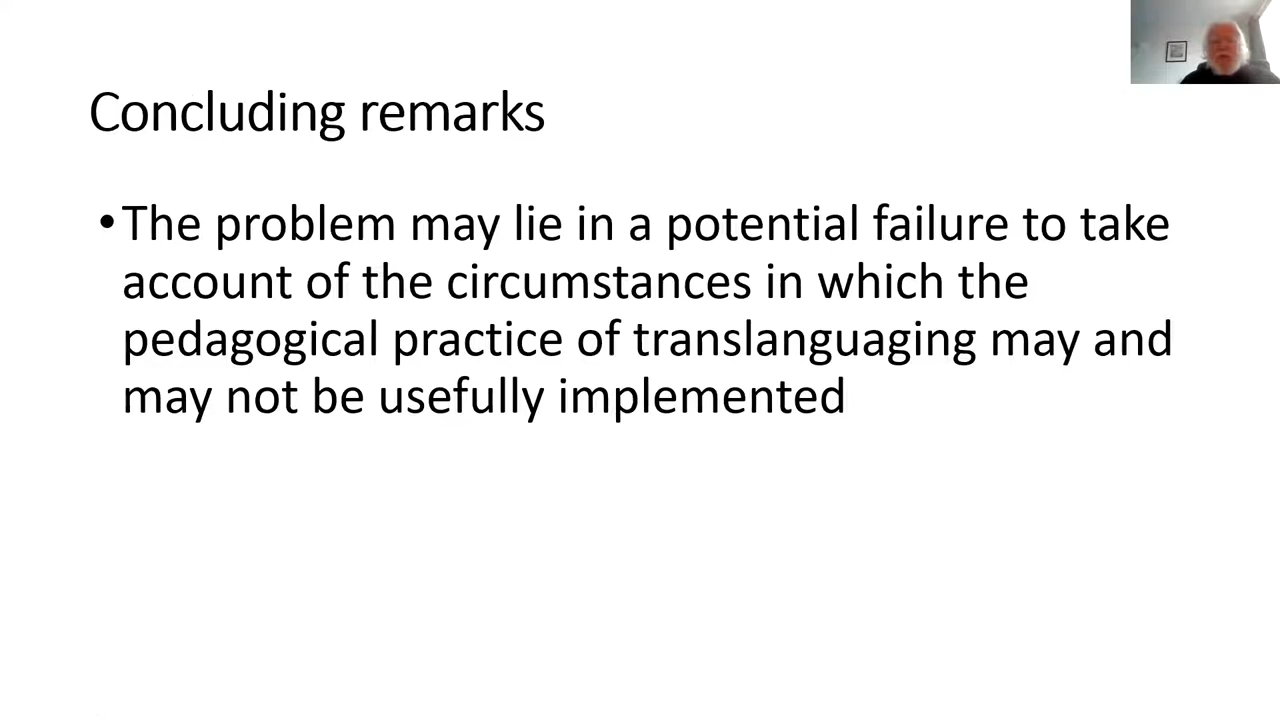 Concluding remarks
•The problem may lie in a potential failure to take
account of the circumstances in which the
pedagogical practice of translanguaging may and
may not be usefully implemented